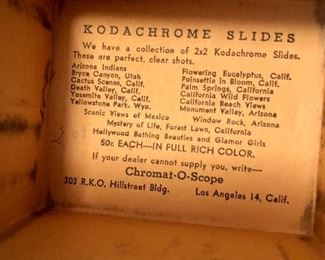 KODACHROME SLIDES
We have a collection of 2x2 Kodachrome Slides.
These are perfect, clear shots.
Arizona Indians
Bryce Canyon, Utah
Cactus Scenes, Calif.
Death Valley, Calif.
Yosemite Valley, Calif.
Yellowstone Park, Wyo.
Flowering Eucalyptus, Calif.
Poinsettia In Bloom, Calif.
Palm Springs, California
California Wild Flowers
California Beach Views
Monument Valley, Arizona
Scenic Views of Mexico Window Rock, Arizona
Mystery of Life, Forest Lawn, California
Hollywood Bathing Beauties and Glamor Girls
50c EACH—IN FULL RICH COLOR.
If your dealer cannot supply you, write—
Chromat-O-Scope
303 R.K.O. Hillstreet Bldg. Los Angeles 14, Calif.